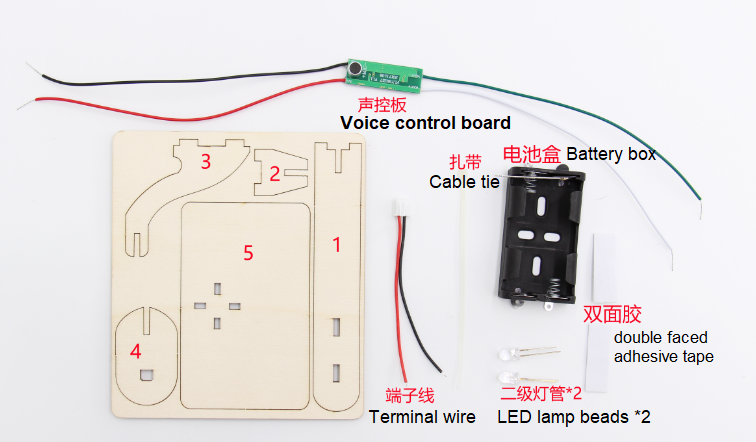 声控板
Voice control board
3
2
扎带
Cable tie
电池盒 Battery box
1
5
4
双面胶
double faced
adhesive tape
端子线
Terminal wire
二级灯管*2
LED lamp beads *2